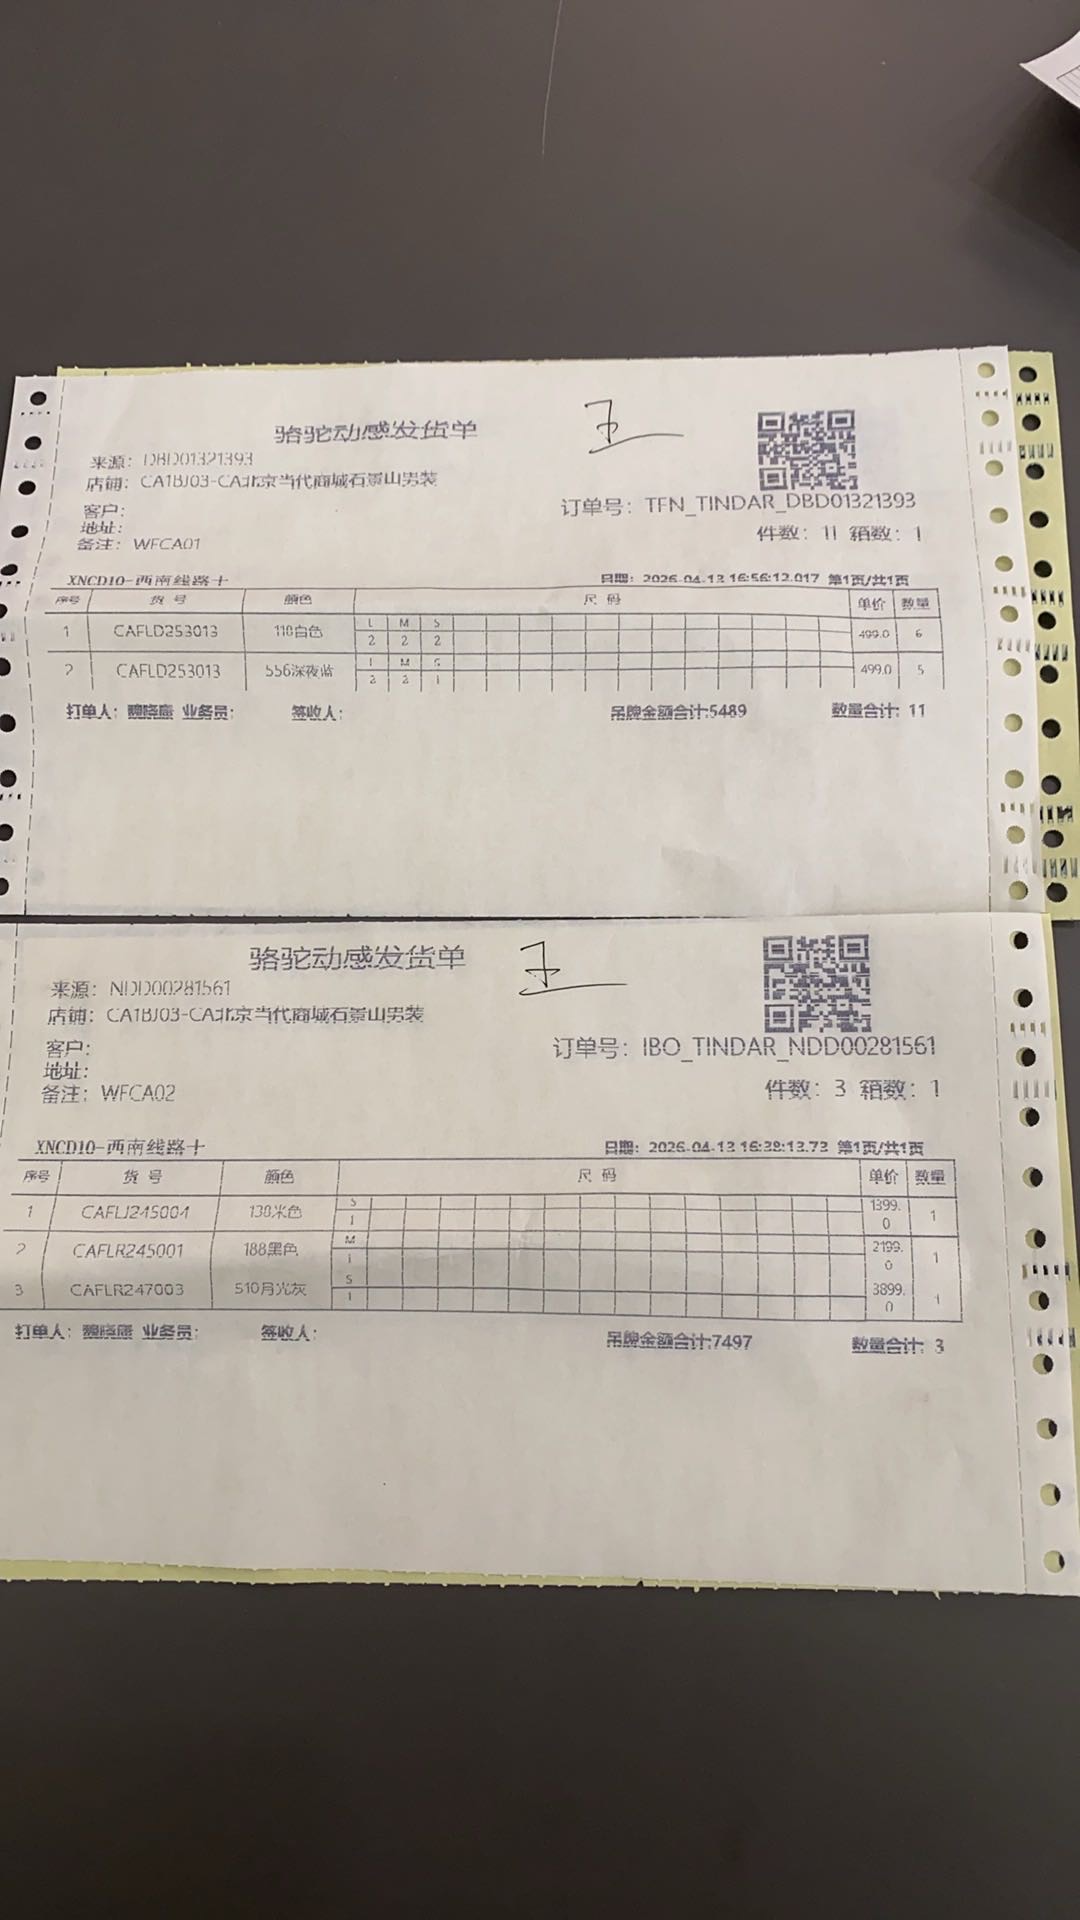 骆驼动感发货单
来源: DBD01321393
店铺: CA1BJ03-CA北京当代商城石景山男装
客户:
地址:
备注: WFCA01
订单号: TFN_TINDAR_DBD01321393
件数: 11 箱数: 1
XNCD10-西南线路十 日期: 2026-04-13 16:56:12.017 第1页/共1页
序号 货号 颜色 尺码 单价 数量
L M S
1 CAFLD253013 110白色 2 2 2 499.0 6
L M S
2 CAFLD253013 556深夜蓝 2 2 1 499.0 5
打单人: 魏晓康 业务员: 签收人: 吊牌金额合计:5489 数量合计: 11
骆驼动感发货单
来源: NDD00281561
店铺: CA1BJ03-CA北京当代商城石景山男装
客户:
地址:
备注: WFCA02
订单号: IBO_TINDAR_NDD00281561
件数: 3 箱数: 1
XNCD10-西南线路十 日期: 2026-04-13 16:38:13.73 第1页/共1页
序号 货号 颜色 尺码 单价 数量
S
1 CAFLJ245004 130米色 1 1399.0 1
M
2 CAFLR245001 188黑色 1 2199.0 1
S
3 CAFLR247003 510月光灰 1 3899.0 1
打单人: 魏晓康 业务员: 签收人: 吊牌金额合计:7497 数量合计: 3